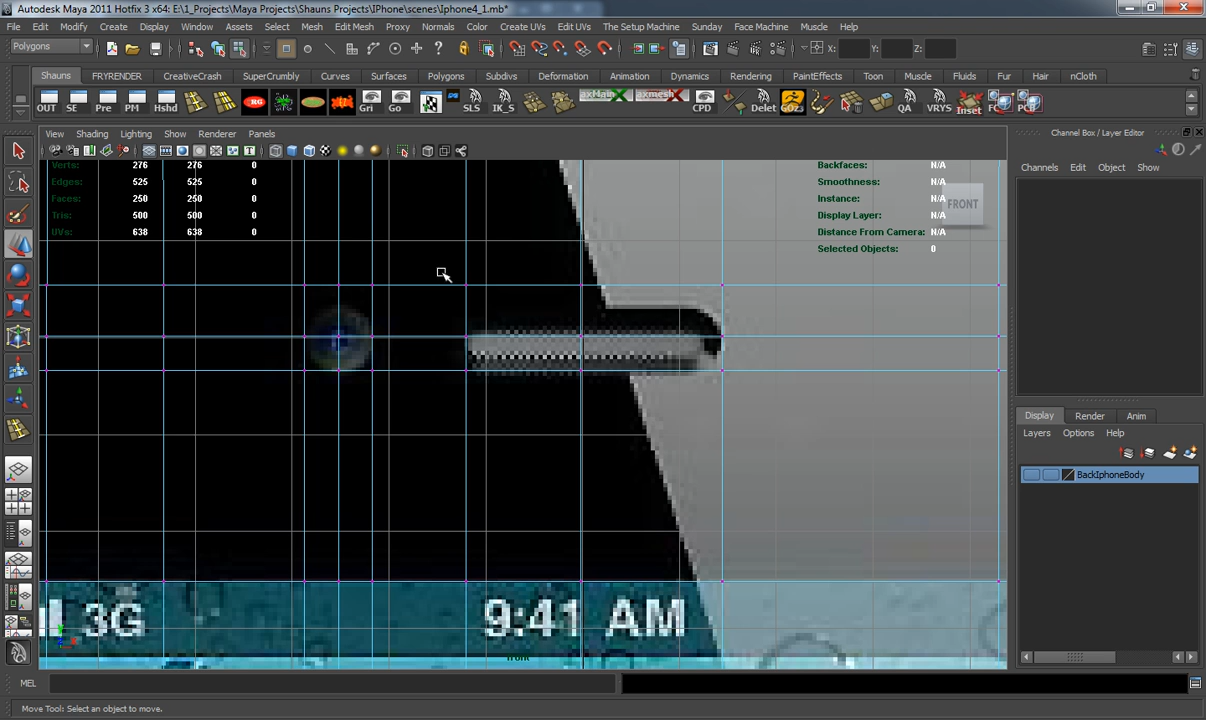 Autodesk Maya 2011 Hotfix 3 x64: E:\1_Projects\Maya Projects\Shauns Projects\IPhone\scenes\Iphone4_1.mb*
File Edit Modify Create Display Window Assets Select Mesh Edit Mesh Proxy Normals Color Create UVs Edit UVs The Setup Machine Sunday Face Machine Muscle Help
Polygons X: Y: Z:
Shauns FRYRENDER CreativeCrash SuperCrumbly Curves Surfaces Polygons Subdivs Deformation Animation Dynamics Rendering PaintEffects Toon Muscle Fluids Fur Hair nCloth
OUT SE Pre PM Hshd Gri Go SLS IK_S CPD Delet GOz3 QA VRYS Inset
View Shading Lighting Show Renderer Panels
Channel Box / Layer Editor
Channels Edit Object Show
Verts: 276 276 0
Edges: 525 525 0
Faces: 250 250 0
Tris: 500 500 0
UVs: 638 638 0
Backfaces: N/A
Smoothness: N/A
Instance: N/A
Display Layer: N/A
Distance From Camera: N/A
Selected Objects: 0
FRONT
Display Render Anim
Layers Options Help
BackIphoneBody
3G 9:41 AM
front
MEL
Move Tool: Select an object to move.